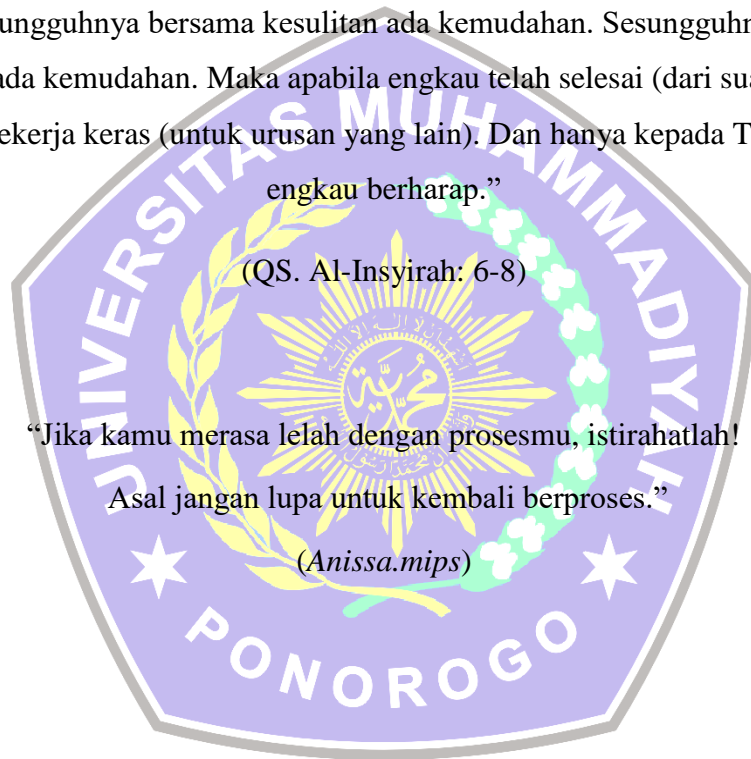 ungguhnya bersama kesulitan ada kemudahan. Sesungguhn
ada kemudahan. Maka apabila engkau telah selesai (dari sua
ekerja keras (untuk urusan yang lain). Dan hanya kepada T
engkau berharap.”
(QS. Al-Insyirah: 6-8)
“Jika kamu merasa lelah dengan prosesmu, istirahatlah!
Asal jangan lupa untuk kembali berproses.”
(Anissa.mips)
UNIVERSITAS MUHAMMADIYAH
PONOROGO